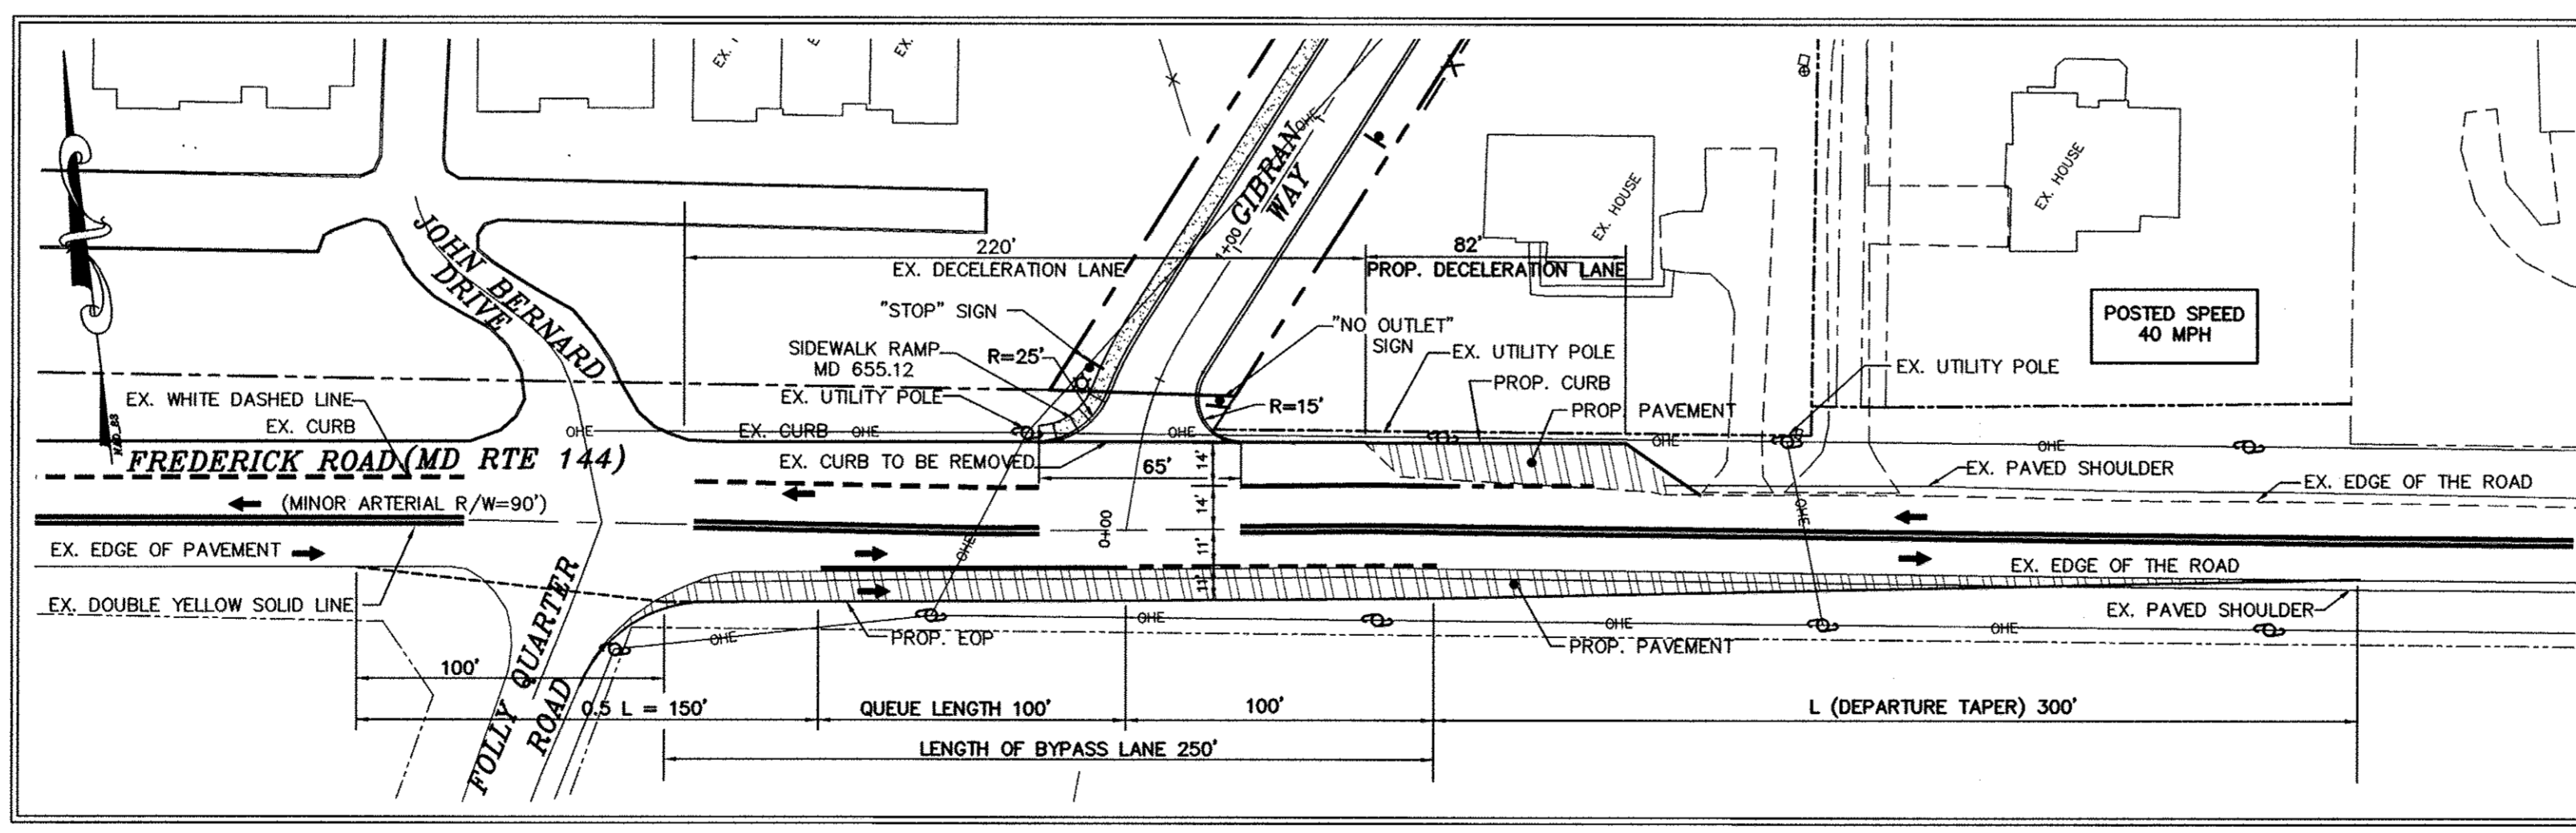 EX.
EX.
EX.
JOHN BERNARD
DRIVE
GIBRAN
WAY
1+00
OHE
EX. HOUSE
EX. HOUSE
220'
EX. DECELERATION LANE
82'
PROP. DECELERATION LANE
POSTED SPEED
40 MPH
"STOP" SIGN
"NO OUTLET"
SIGN
SIDEWALK RAMP
MD 655.12
R=25'
EX. UTILITY POLE
EX. UTILITY POLE
EX. UTILITY POLE
PROP. CURB
R=15'
PROP. PAVEMENT
EX. WHITE DASHED LINE
EX. CURB
OHE
EX. CURB
OHE
OHE
OHE
OHE
FREDERICK ROAD (MD RTE 144)
EX. CURB TO BE REMOVED
65'
14'
EX. PAVED SHOULDER
EX. EDGE OF THE ROAD
(MINOR ARTERIAL R/W=90')
14'
0+00
OHE
OHE
EX. EDGE OF PAVEMENT
11'
EX. EDGE OF THE ROAD
11'
EX. DOUBLE YELLOW SOLID LINE
EX. PAVED SHOULDER
OHE
OHE
OHE
OHE
PROP. EOP
PROP. PAVEMENT
FOLLY QUARTER
ROAD
100'
0.5 L = 150'
QUEUE LENGTH 100'
100'
L (DEPARTURE TAPER) 300'
LENGTH OF BYPASS LANE 250'